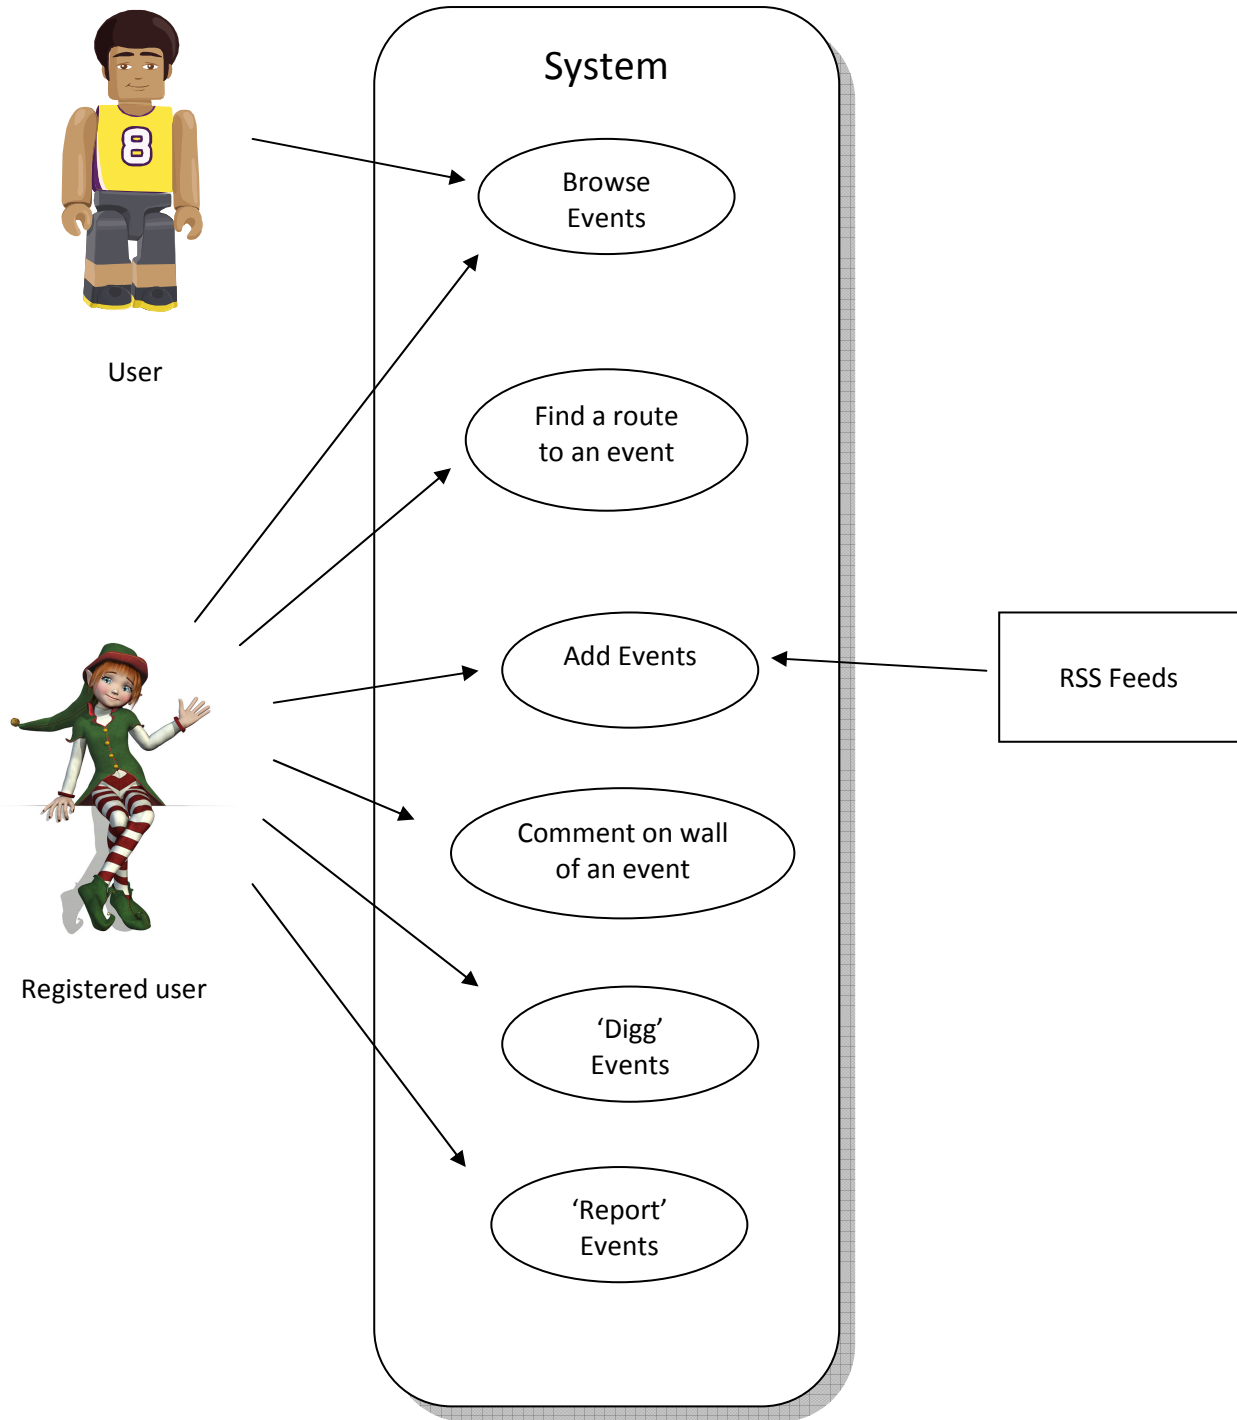 System
8
Browse
Events
User
Find a route
to an event
Add Events
RSS Feeds
Comment on wall
of an event
Registered user
‘Digg’
Events
‘Report’
Events